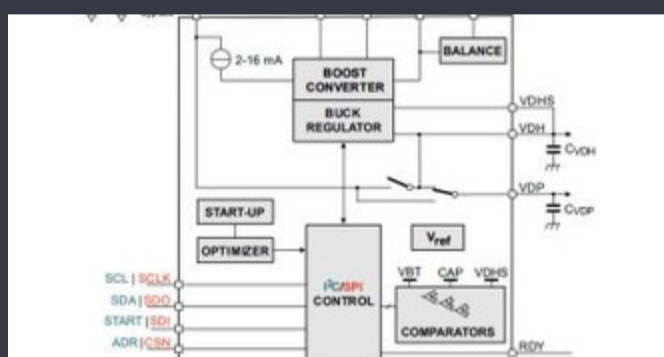 2-16 mA
BALANCE
BOOST
CONVERTER
BUCK
REGULATOR
VDHS
VDH
CVDH
VDP
CVDP
START-UP
OPTIMIZER
Vref
VBT CAP VDHS
SCL | SCLK
SDA | SDO
START | SDI
ADR | CSN
I²C/SPI
CONTROL
COMPARATORS
RDY